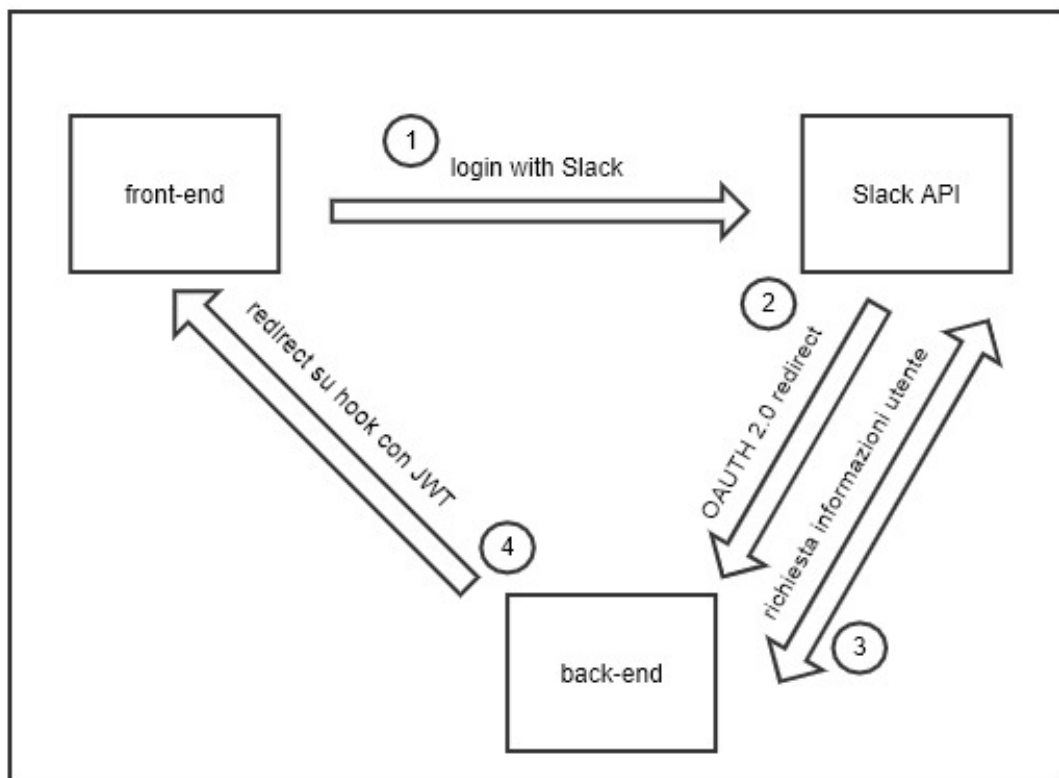 1
login with Slack
front-end
Slack API
2
OAUTH 2.0 redirect
richiesta informazioni utente
3
redirect su hook con JWT
4
back-end